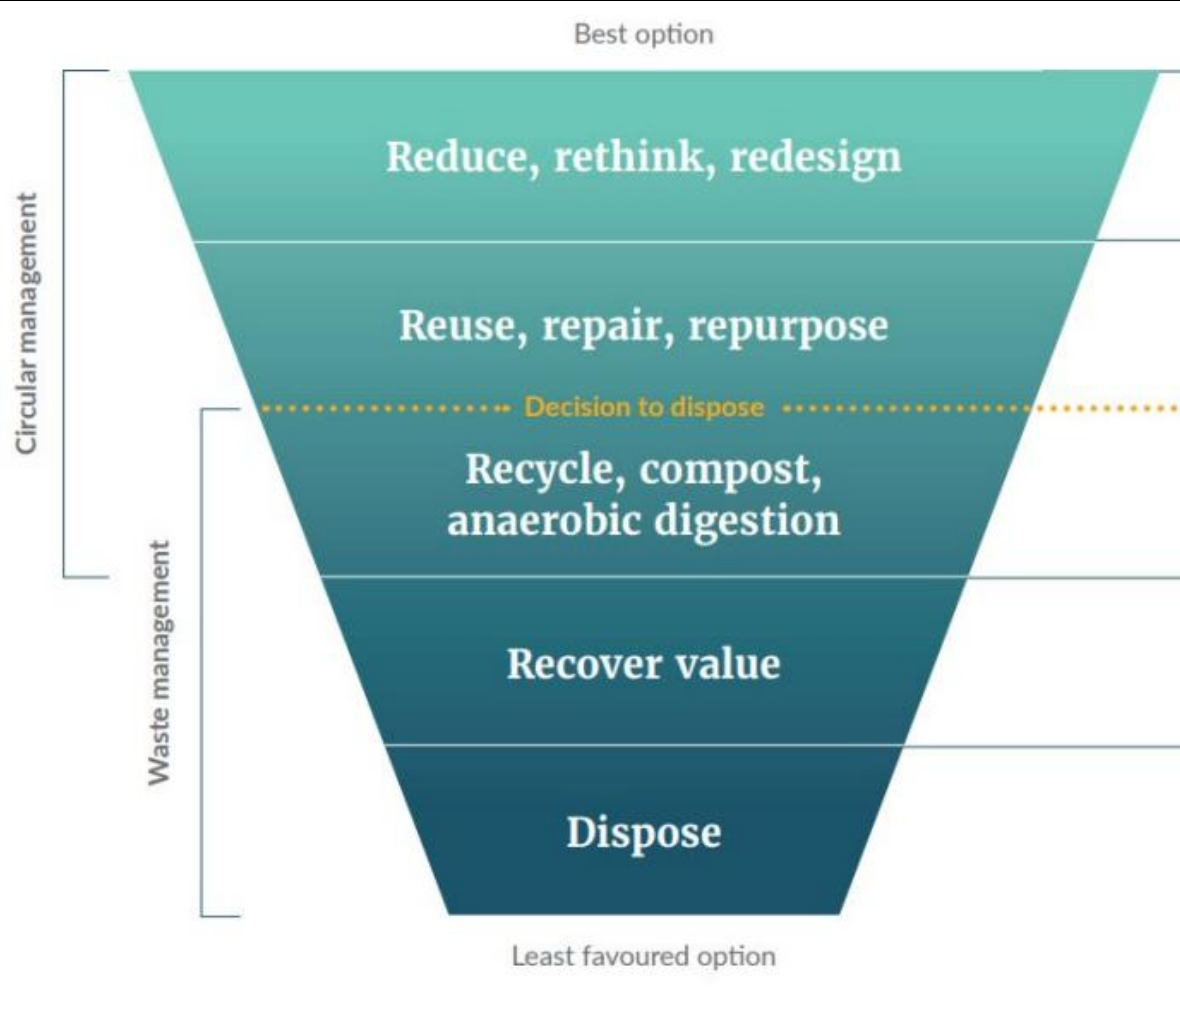 Best option
Circular management
Reduce, rethink, redesign
Reuse, repair, repurpose
Decision to dispose
Waste management
Recycle, compost,
anaerobic digestion
Recover value
Dispose
Least favoured option